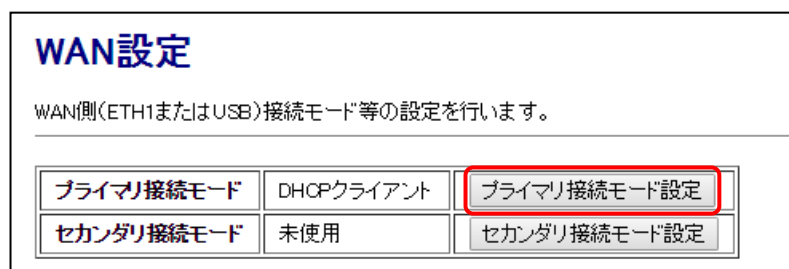 WAN設定
WAN側(ETH1またはUSB)接続モード等の設定を行います。
プライマリ接続モード DHCPクライアント プライマリ接続モード設定
セカンダリ接続モード 未使用 セカンダリ接続モード設定